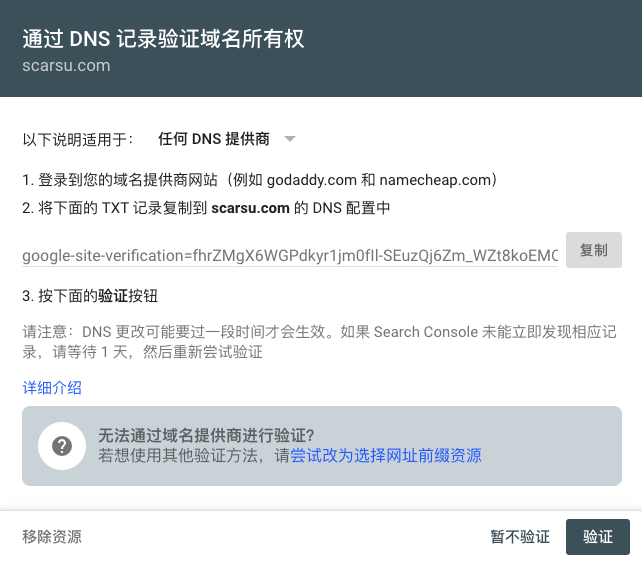 通过 DNS 记录验证域名所有权
scarsu.com
以下说明适用于： 任何 DNS 提供商
1. 登录到您的域名提供商网站（例如 godaddy.com 和 namecheap.com）
2. 将下面的 TXT 记录复制到 scarsu.com 的 DNS 配置中
google-site-verification=fhrZMgX6WGPdkyr1jm0fIl-SEuzQj6Zm_WZt8koEMC
复制
3. 按下面的验证按钮
请注意：DNS 更改可能要过一段时间才会生效。如果 Search Console 未能立即发现相应记
录，请等待 1 天，然后重新尝试验证
详细介绍
无法通过域名提供商进行验证?
若想使用其他验证方法，请尝试改为选择网址前缀资源
移除资源 暂不验证 验证